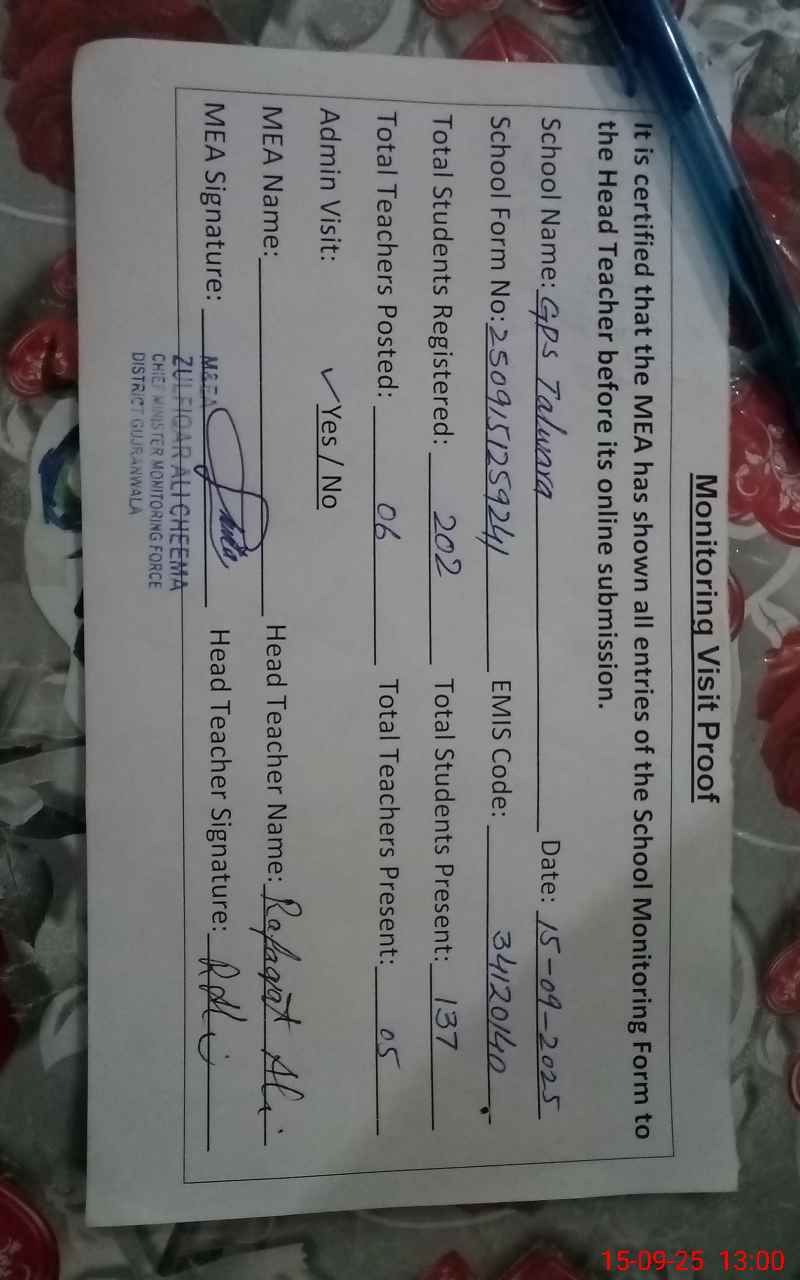 Monitoring Visit Proof
It is certified that the MEA has shown all entries of the School Monitoring Form to
the Head Teacher before its online submission.
School Name: GPS Talwara Date: 15-09-2025
School Form No: 250915125924 EMIS Code: 34120140
Total Students Registered: 202 Total Students Present: 137
Total Teachers Posted: 06 Total Teachers Present: 05
Admin Visit: ✓ Yes / No
MEA Name: Head Teacher Name: Rafaqat Ali
MEA Signature: Head Teacher Signature:
M&EA
ZULFIQAR ALI CHEEMA
CHIEF MINISTER MONITORING FORCE
DISTRICT GUJRANWALA
15-09-25 13:00